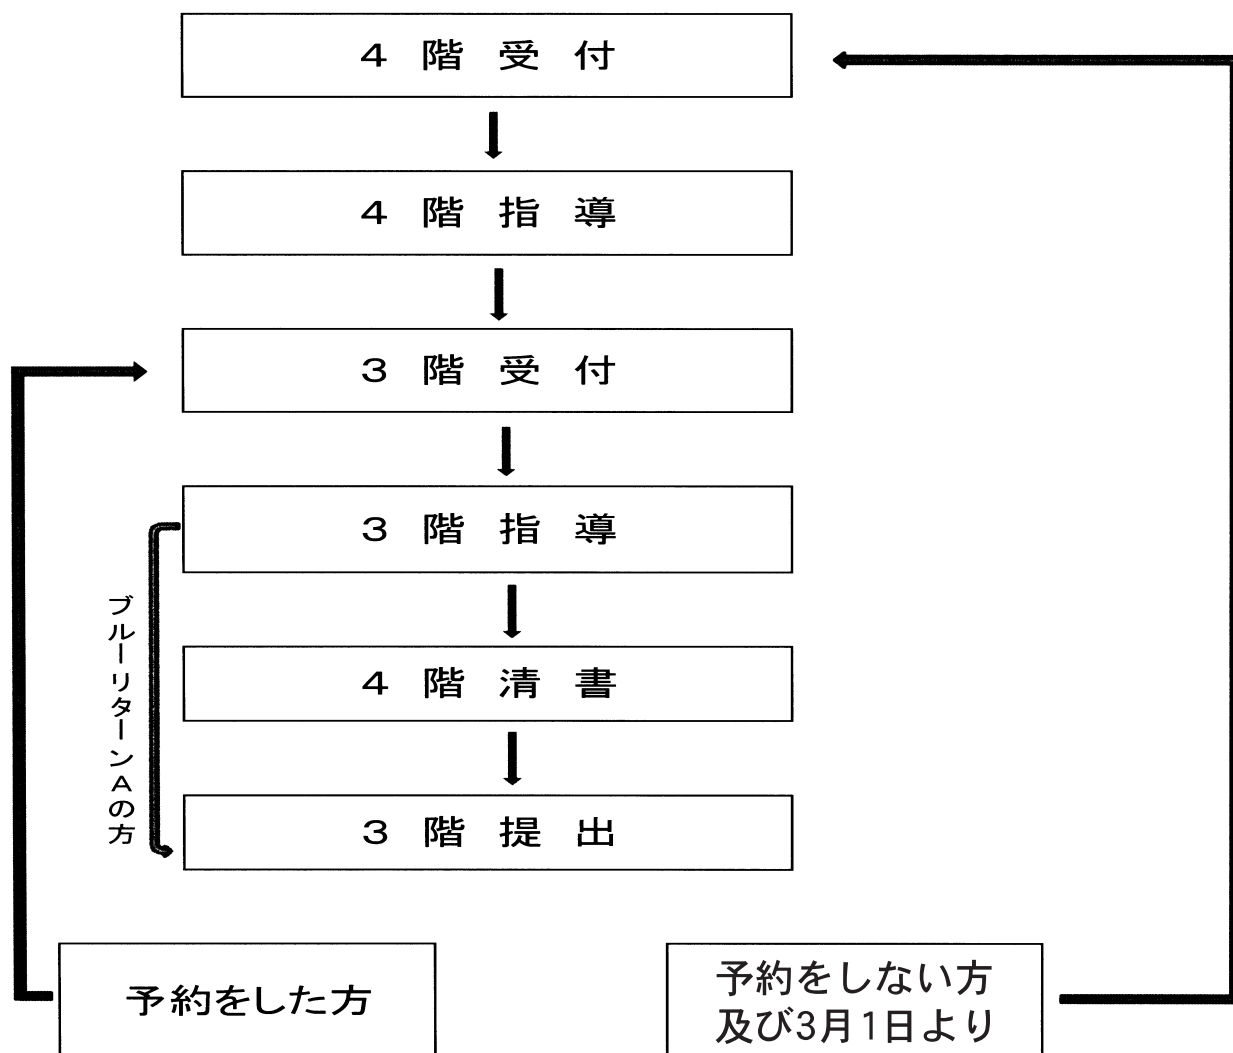 4階受付
4階指導
3階受付
3階指導
ブルーリターンAの方
4階清書
3階提出
予約をした方
予約をしない方
及び3月1日より